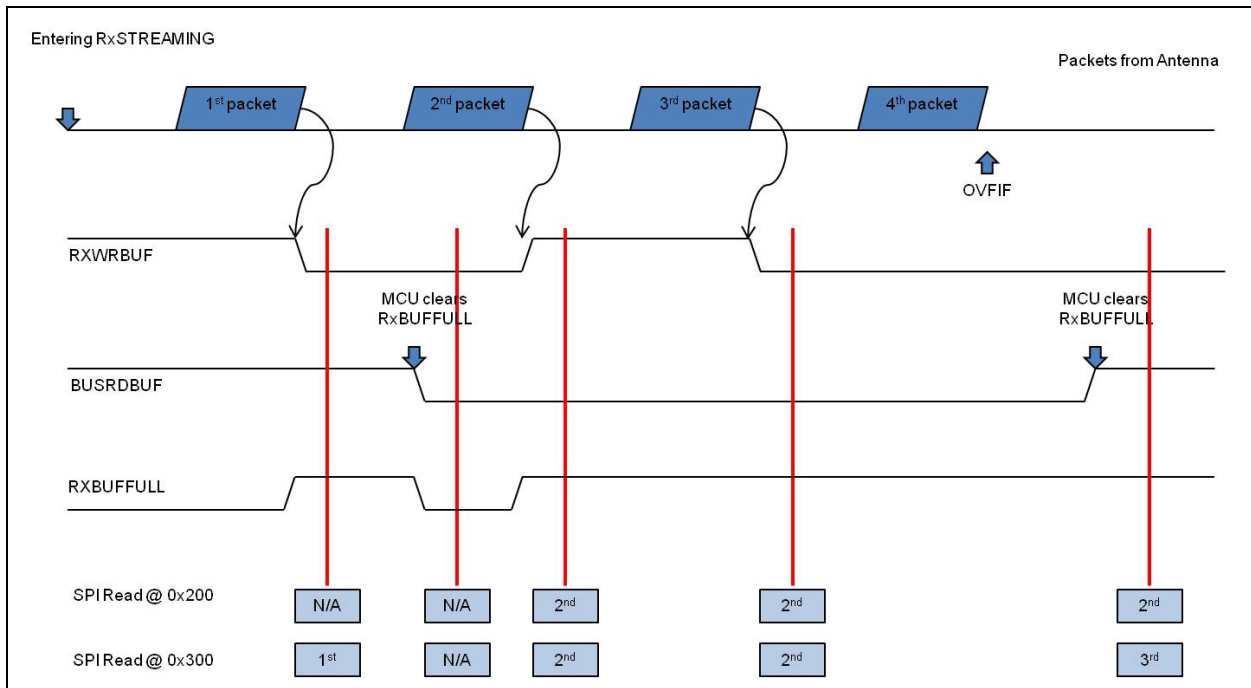 Entering RxSTREAMING
Packets from Antenna
1st packet
2nd packet
3rd packet
4th packet
OVFIF
RXWRBUF
MCU clears
RxBUFFULL
MCU clears
RxBUFFULL
BUSRDBUF
RXBUFFULL
SPI Read @ 0x200
N/A
N/A
2nd
2nd
2nd
SPI Read @ 0x300
1st
N/A
2nd
2nd
3rd